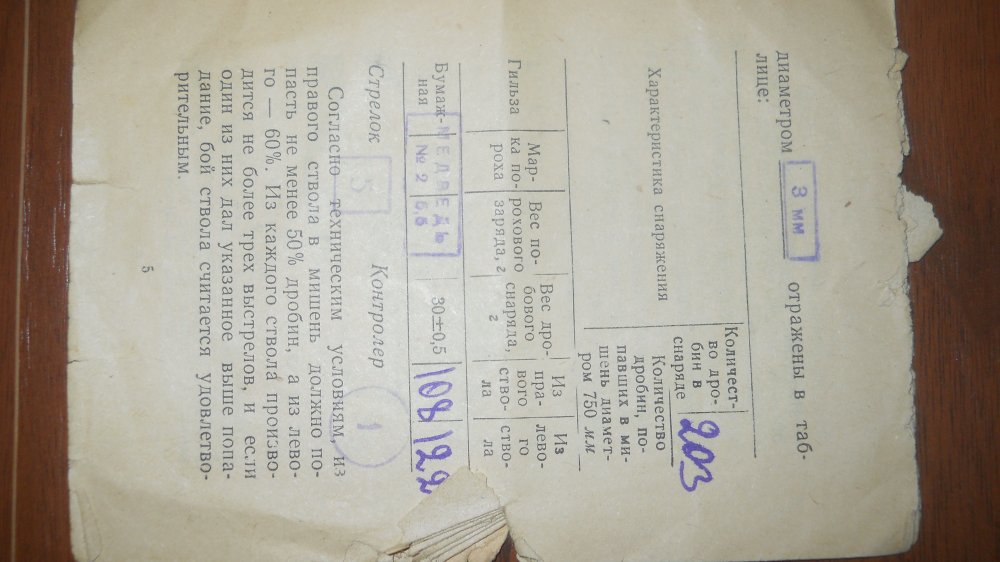 диаметром 3 мм отражены в таб-
лице:
Характеристика снаряжения
Количест-
во дро-
бин в
снаряде
203
Количество
дробин, по-
павших в ми-
шень диамет-
ром 750 мм
Гильза
Мар-
ка по-
роха
Вес по-
рохового
заряда, г
Вес дро-
бового
снаряда,
г
Из
пра-
вого
ство-
ла
Из
лево-
го
ство-
ла
Бумаж-
ная
МЕДВЕДЬ
№ 2
30±0,5
108
122
Стрелок 5 Контролер 1
Согласно техническим условиям, из
правого ствола в мишень должно по-
пасть не менее 50% дробин, а из лево-
го — 60%. Из каждого ствола произво-
дится не более трех выстрелов, и если
один из них дал указанное выше попа-
дание, бой ствола считается удовлетво-
рительным.
5